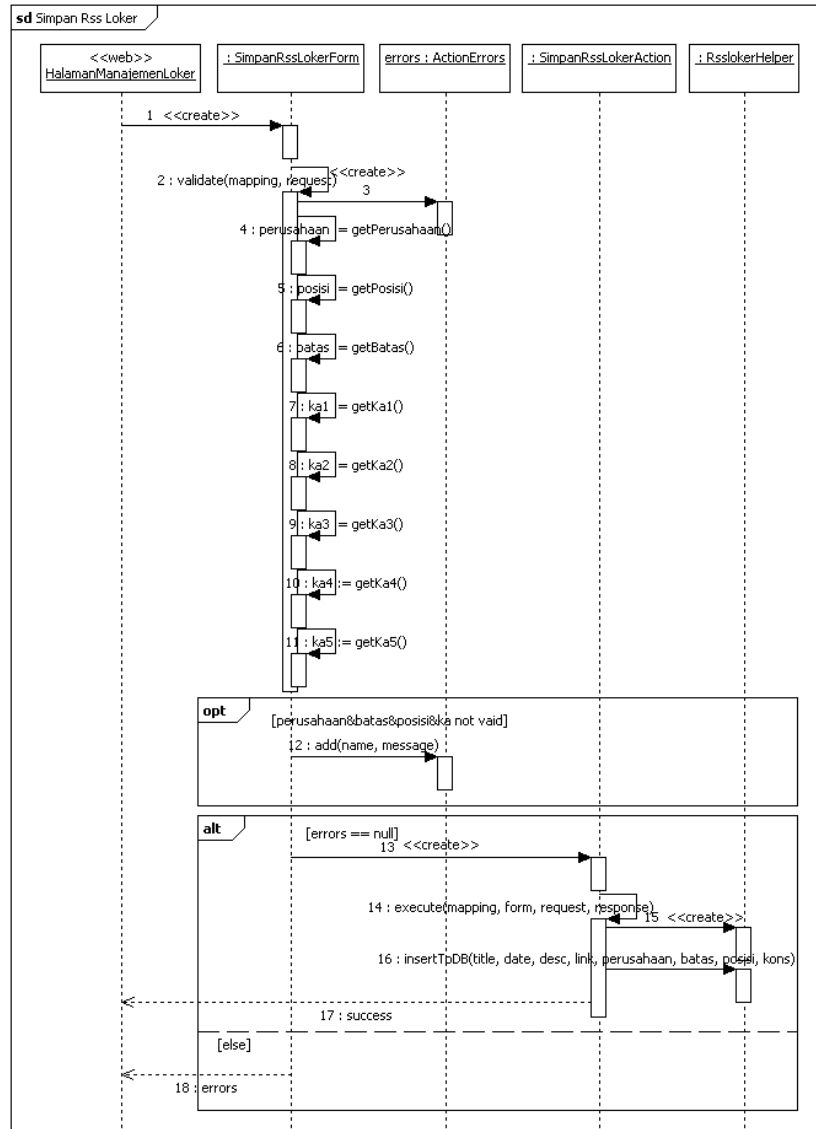 sd Simpan Rss Loker
<<web>>
HalamanManajemenLoker
: SimpanRssLokerForm
errors : ActionErrors
: SimpanRssLokerAction
: RsslokerHelper
1 <<create>>
2 : validate(mapping, request)
<<create>>
3
4 : perusahaan = getPerusahaan()
5 : posisi = getPosisi()
6 : batas = getBatas()
7 : ka1 = getKa1()
8 : ka2 = getKa2()
9 : ka3 = getKa3()
10 : ka4 := getKa4()
11 : ka5 := getKa5()
opt
[perusahaan&batas&posisi&ka not vaid]
12 : add(name, message)
alt
[errors == null]
13 <<create>>
14 : execute(mapping, form, request, response)
15 <<create>>
16 : insertTpDB(title, date, desc, link, perusahaan, batas, posisi, kons)
17 : success
[else]
18 : errors